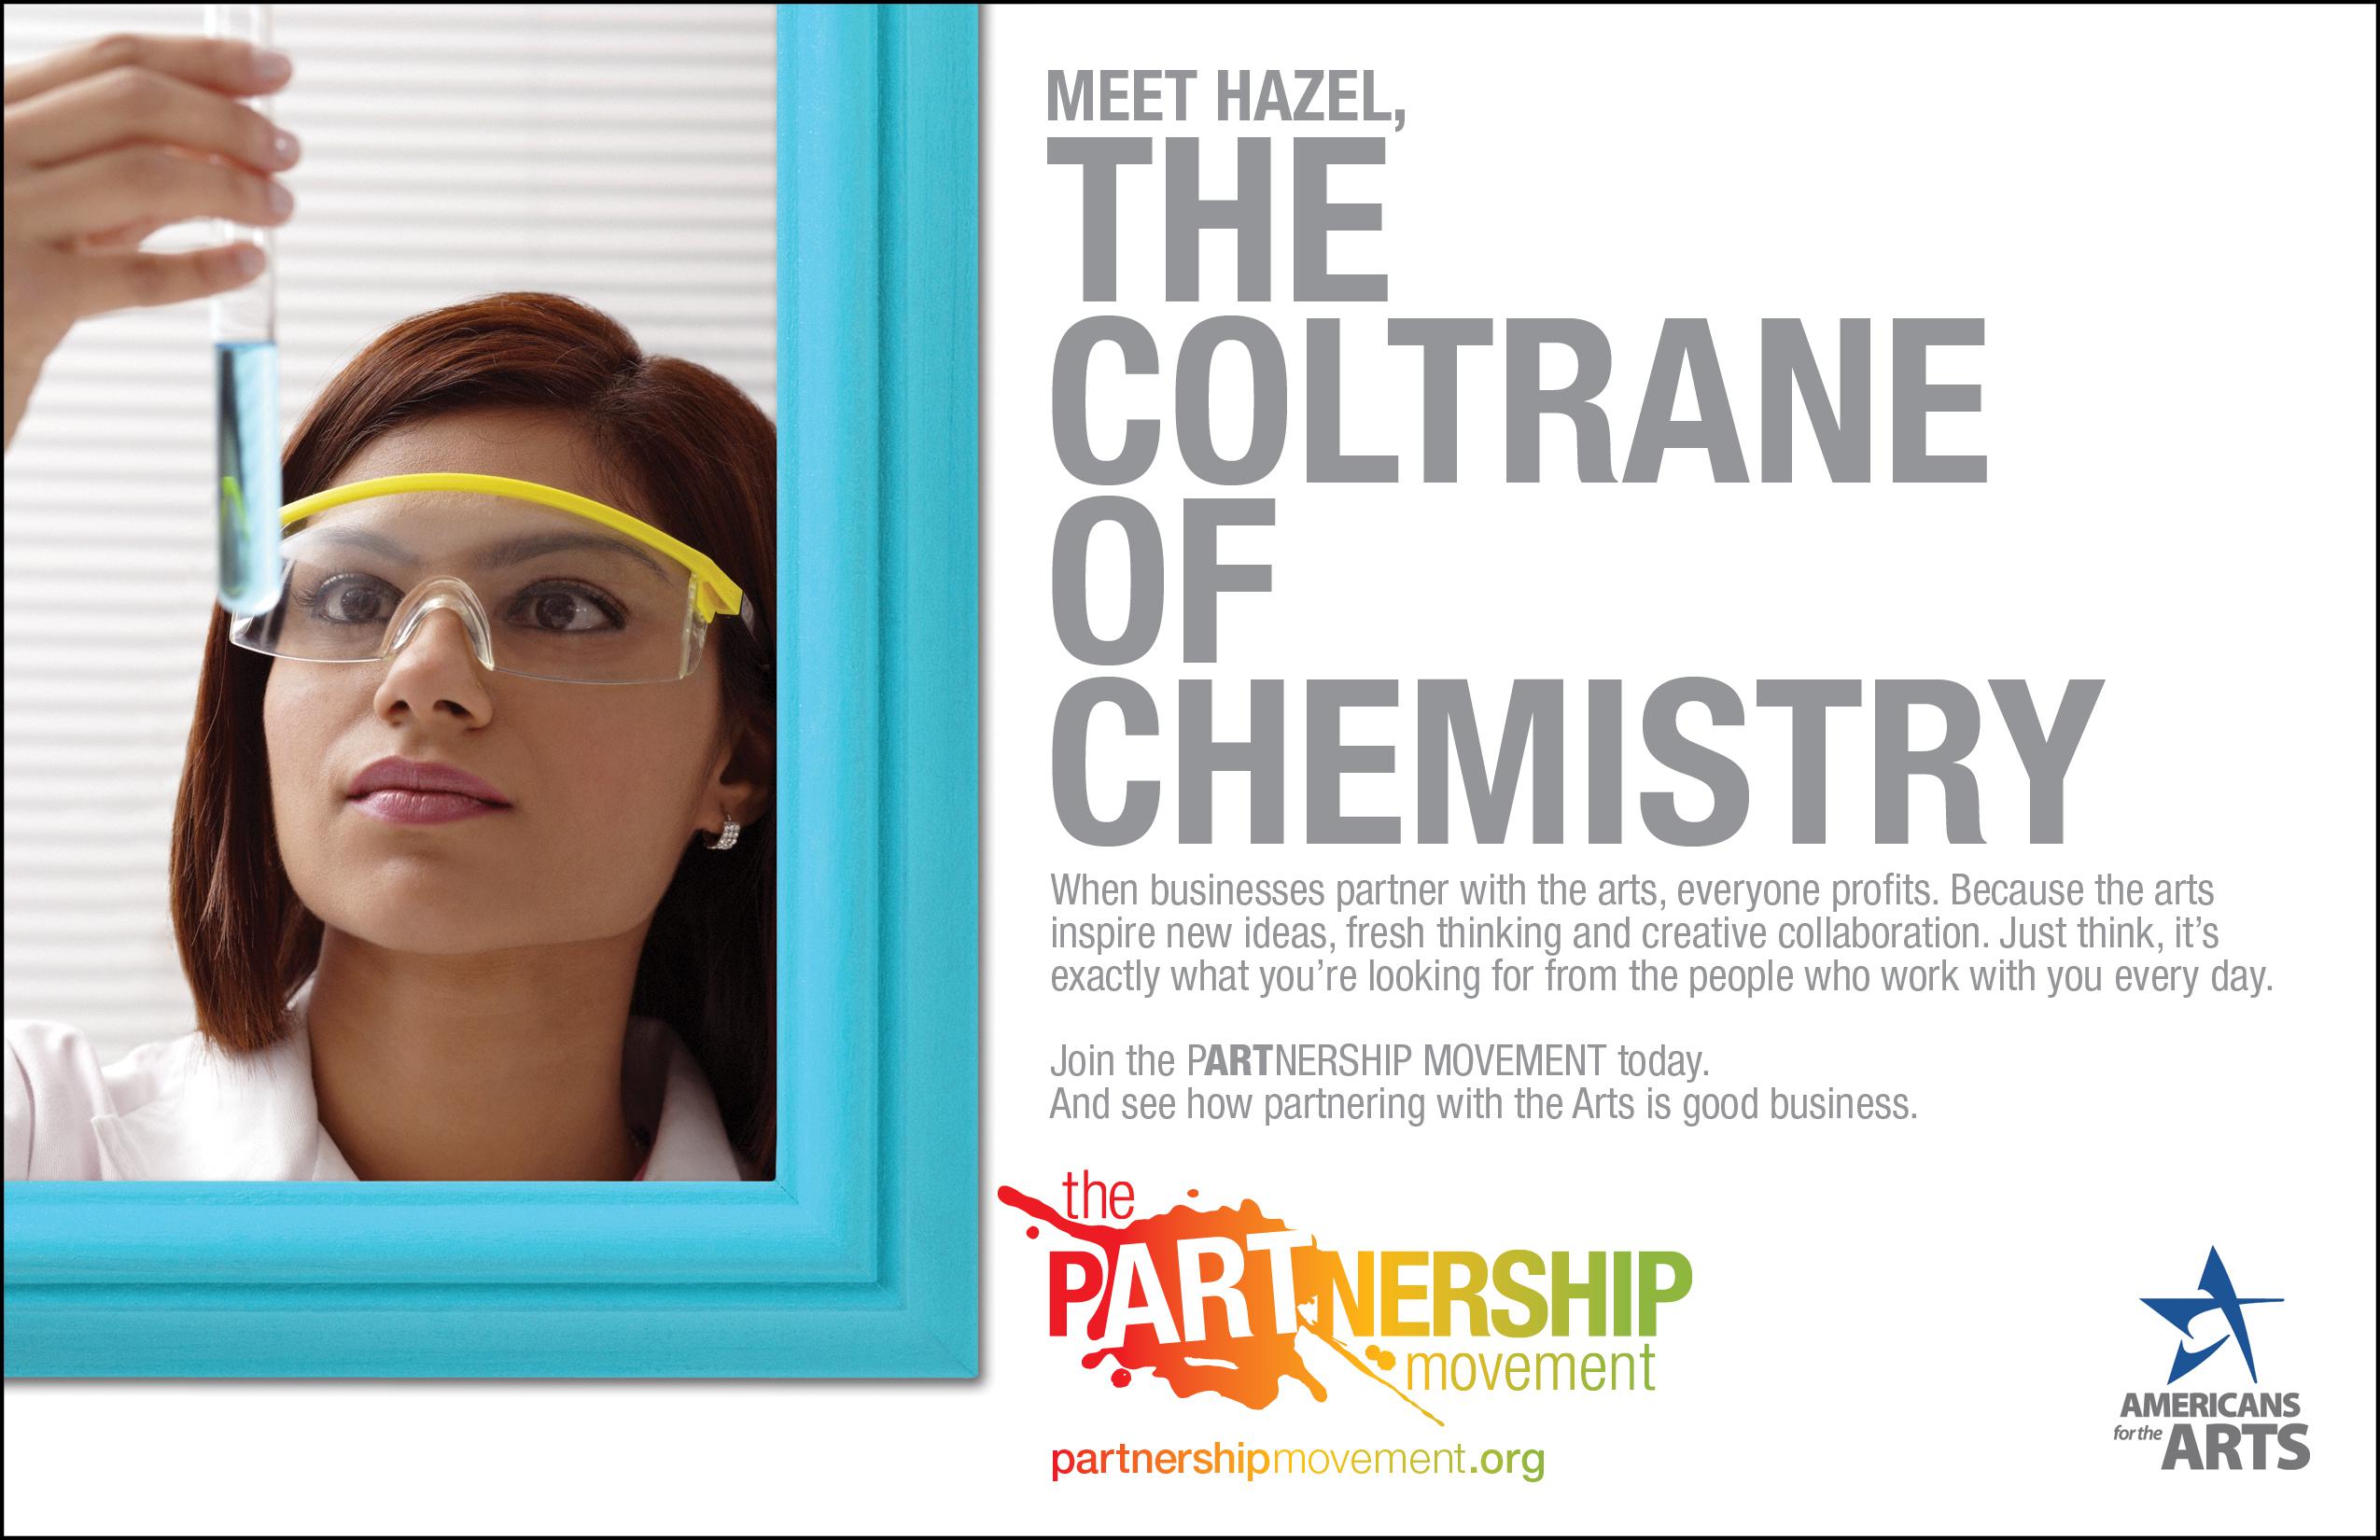 MEET HAZEL,
THE
COLTRANE
OF
CHEMISTRY
When businesses partner with the arts, everyone profits. Because the arts
inspire new ideas, fresh thinking and creative collaboration. Just think, it’s
exactly what you’re looking for from the people who work with you every day.
Join the PARTNERSHIP MOVEMENT today.
And see how partnering with the Arts is good business.
the
PARTNERSHIP
movement
partnershipmovement.org
AMERICANS
for the ARTS